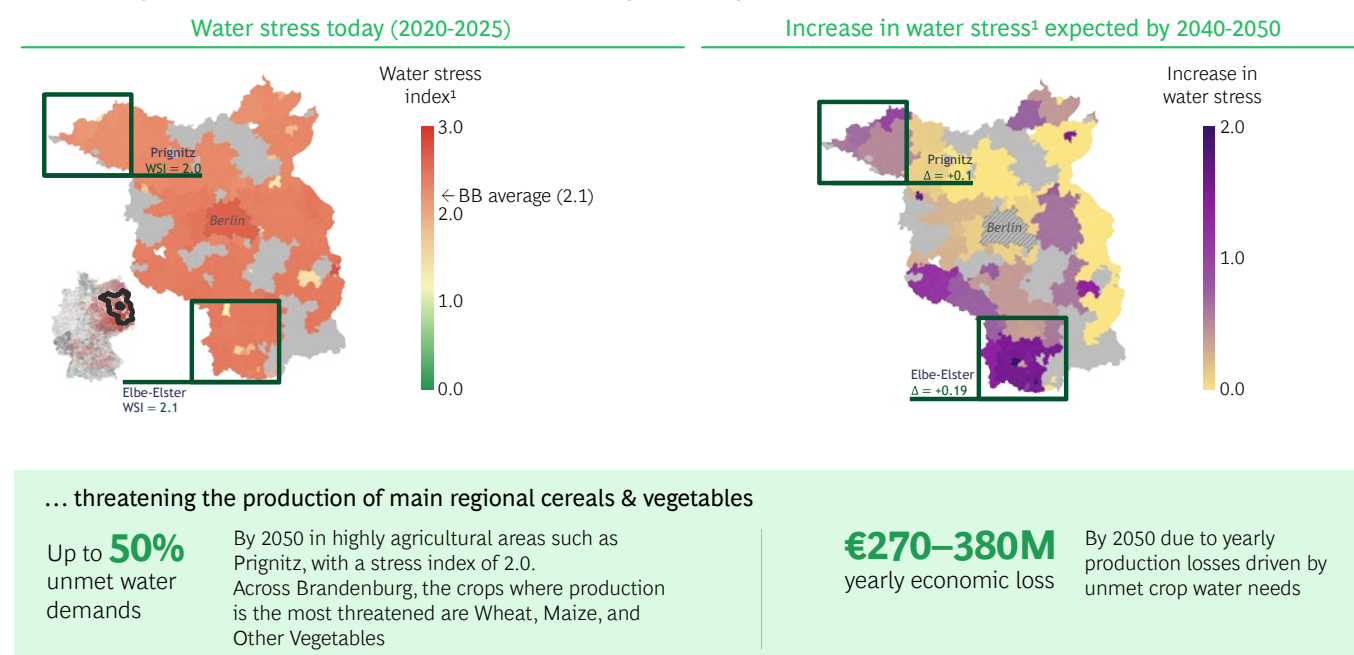 Water stress today (2020-2025)
Water stress
index¹
3.0
← BB average (2.1)
2.0
1.0
0.0
Prignitz
WSI = 2.0
Berlin
Elbe-Elster
WSI = 2.1
Increase in water stress¹ expected by 2040-2050
Increase in
water stress
2.0
1.0
0.0
Prignitz
Δ = +0.1
Berlin
Elbe-Elster
Δ = +0.19
... threatening the production of main regional cereals & vegetables
Up to 50%
unmet water
demands
By 2050 in highly agricultural areas such as
Prignitz, with a stress index of 2.0.
Across Brandenburg, the crops where production
is the most threatened are Wheat, Maize, and
Other Vegetables
€270–380M
yearly economic loss
By 2050 due to yearly
production losses driven by
unmet crop water needs